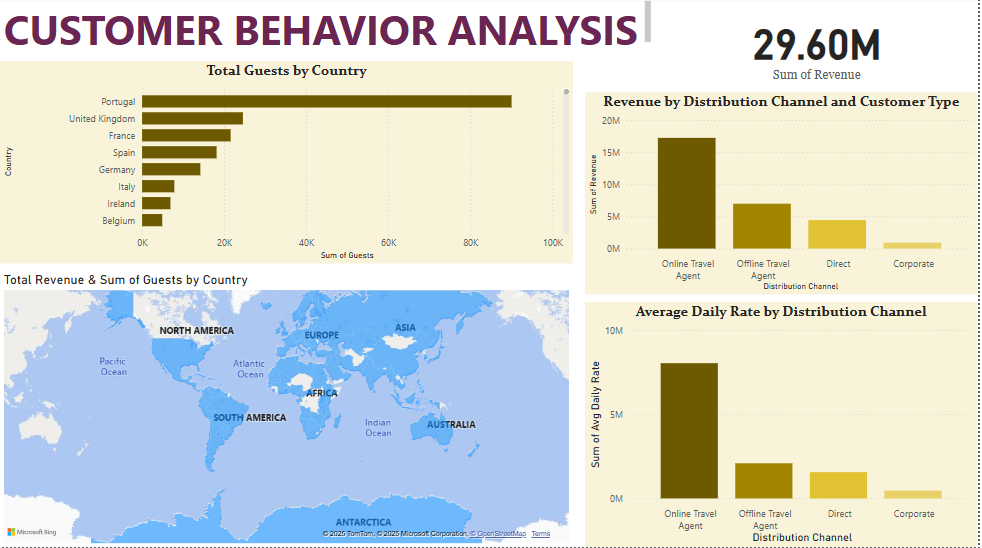 CUSTOMER BEHAVIOR ANALYSIS
29.60M
Sum of Revenue
Total Guests by Country
Country
Portugal
United Kingdom
France
Spain
Germany
Italy
Ireland
Belgium
0K 20K 40K 60K 80K 100K
Sum of Guests
Revenue by Distribution Channel and Customer Type
Sum of Revenue
20M
15M
10M
5M
0M
Online Travel Agent
Offline Travel Agent
Direct
Corporate
Distribution Channel
Total Revenue & Sum of Guests by Country
NORTH AMERICA
EUROPE
ASIA
Pacific
Ocean
Atlantic
Ocean
AFRICA
SOUTH AMERICA
Indian
Ocean
AUSTRALIA
ANTARCTICA
Microsoft Bing
© 2025 TomTom, © 2025 Microsoft Corporation, © OpenStreetMap Terms
Average Daily Rate by Distribution Channel
Sum of Avg Daily Rate
10M
5M
0M
Online Travel Agent
Offline Travel Agent
Direct
Corporate
Distribution Channel